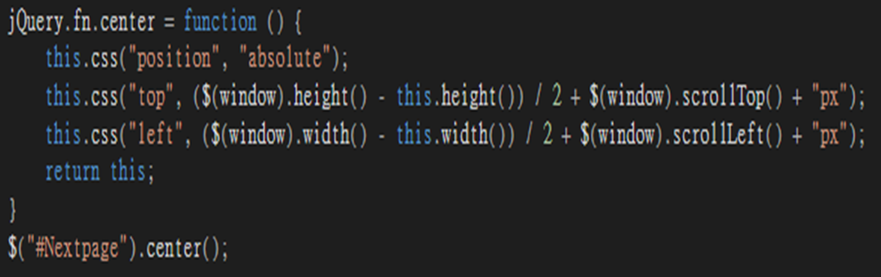 jQuery.fn.center = function () {
    this.css("position", "absolute");
    this.css("top", ($(window).height() - this.height()) / 2 + $(window).scrollTop() + "px");
    this.css("left", ($(window).width() - this.width()) / 2 + $(window).scrollLeft() + "px");
    return this;
}
$("#Nextpage").center();